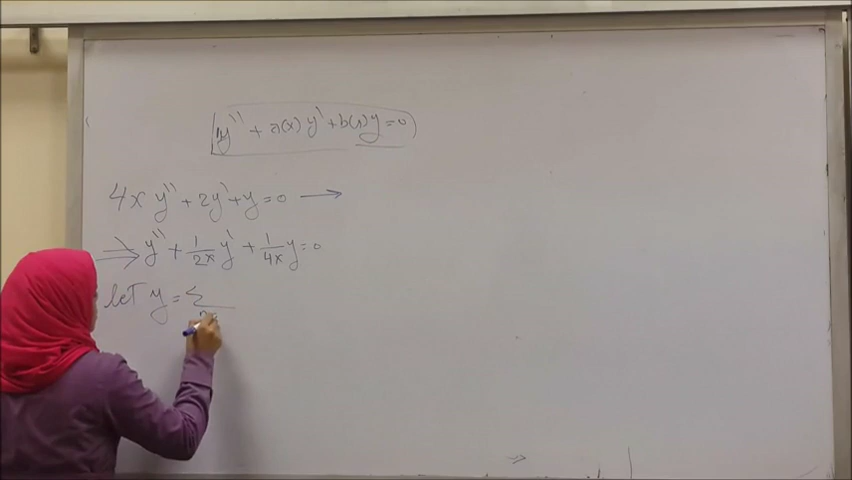 y'' + a(x) y' + b(x) y = 0
4x y'' + 2y' + y = 0 →
⇒ y'' + 1/2x y' + 1/4x y = 0
let y = Σ